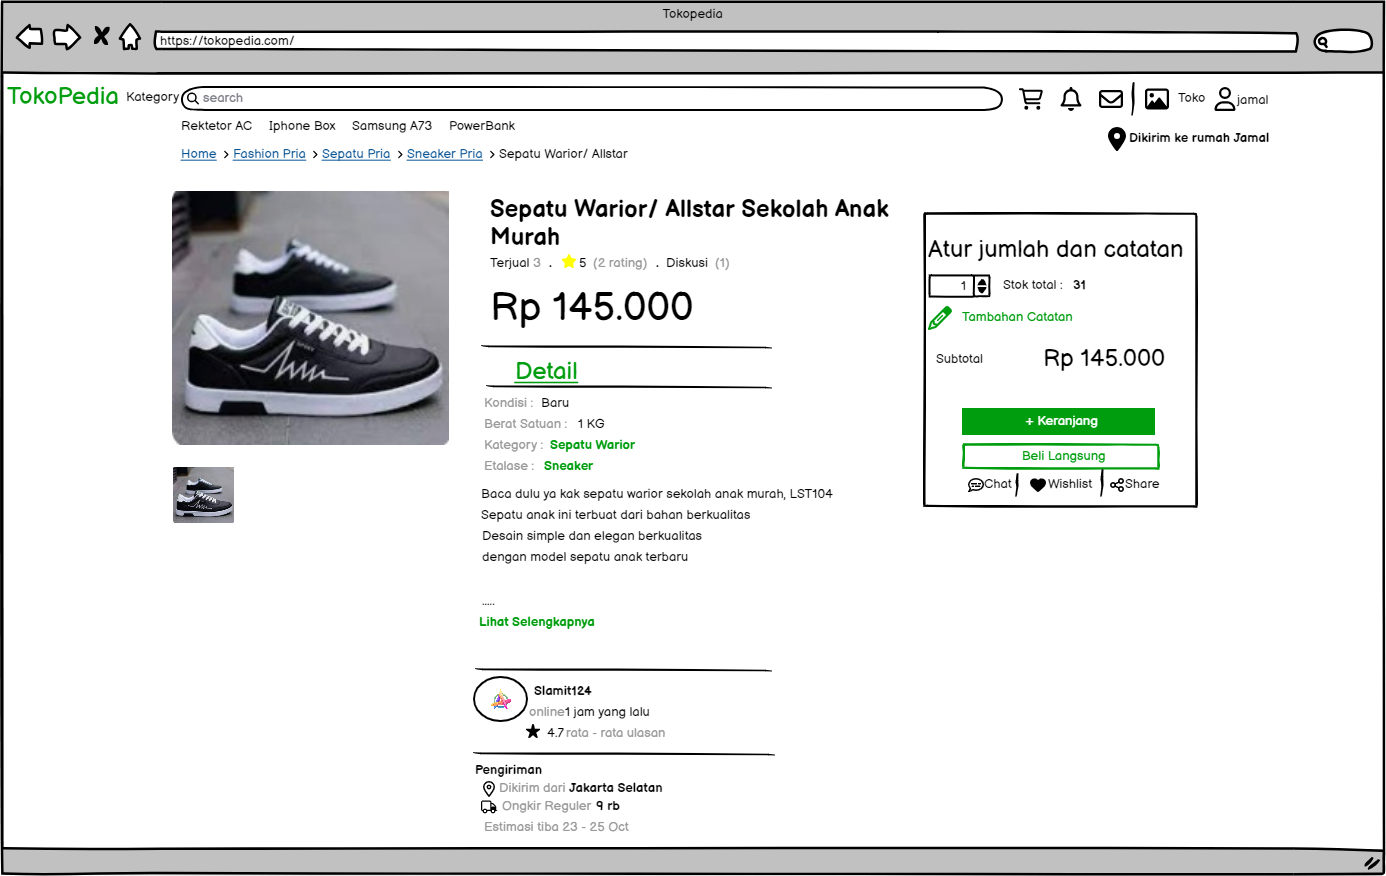 Tokopedia
https://tokopedia.com/
TokoPedia Kategory search Toko jamal
Rektetor AC Iphone Box Samsung A73 PowerBank
Dikirim ke rumah Jamal
Home > Fashion Pria > Sepatu Pria > Sneaker Pria > Sepatu Warior/ Allstar
Sepatu Warior/ Allstar Sekolah Anak
Murah
Terjual 3 . 5 (2 rating) . Diskusi (1)
Rp 145.000
Detail
Kondisi : Baru
Berat Satuan : 1 KG
Kategory : Sepatu Warior
Etalase : Sneaker
Baca dulu ya kak sepatu warior sekolah anak murah, LST104
Sepatu anak ini terbuat dari bahan berkualitas
Desain simple dan elegan berkualitas
dengan model sepatu anak terbaru
.....
Lihat Selengkapnya
Slamit124
online1 jam yang lalu
4.7 rata - rata ulasan
Pengiriman
Dikirim dari Jakarta Selatan
Ongkir Reguler 9 rb
Estimasi tiba 23 - 25 Oct
Atur jumlah dan catatan
1 Stok total : 31
Tambahan Catatan
Subtotal Rp 145.000
+ Keranjang
Beli Langsung
Chat Wishlist Share